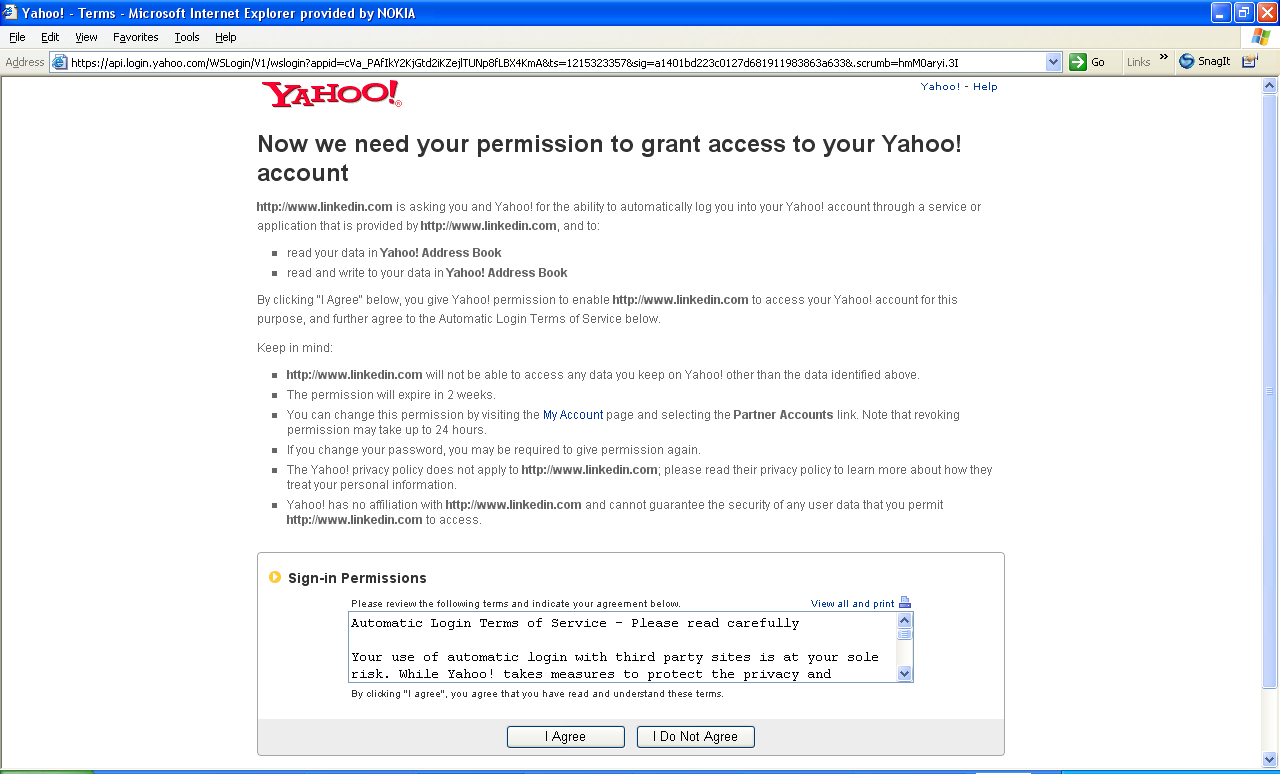 Yahoo! - Terms - Microsoft Internet Explorer provided by NOKIA
File Edit View Favorites Tools Help
Address https://api.login.yahoo.com/WSLogin/V1/wslogin?appid=cVa_PAfIkY2KjGtd2iKZejlTUNg8fLBX4KmA&ts=1215323357&sig=a1401bd223c0127d681911983863a633&.scrumb=hmM0aryi.3I Go Links » SnagIt
YAHOO!® Yahoo! - Help
Now we need your permission to grant access to your Yahoo!
account
http://www.linkedin.com is asking you and Yahoo! for the ability to automatically log you into your Yahoo! account through a service or
application that is provided by http://www.linkedin.com, and to:
read your data in Yahoo! Address Book
read and write to your data in Yahoo! Address Book
By clicking "I Agree" below, you give Yahoo! permission to enable http://www.linkedin.com to access your Yahoo! account for this
purpose, and further agree to the Automatic Login Terms of Service below.
Keep in mind:
http://www.linkedin.com will not be able to access any data you keep on Yahoo! other than the data identified above.
The permission will expire in 2 weeks.
You can change this permission by visiting the My Account page and selecting the Partner Accounts link. Note that revoking
permission may take up to 24 hours.
If you change your password, you may be required to give permission again.
The Yahoo! privacy policy does not apply to http://www.linkedin.com; please read their privacy policy to learn more about how they
treat your personal information.
Yahoo! has no affiliation with http://www.linkedin.com and cannot guarantee the security of any user data that you permit
http://www.linkedin.com to access.
Sign-in Permissions
Please review the following terms and indicate your agreement below. View all and print
Automatic Login Terms of Service - Please read carefully
Your use of automatic login with third party sites is at your sole
risk. While Yahoo! takes measures to protect the privacy and
By clicking "I agree", you agree that you have read and understand these terms.
I Agree I Do Not Agree